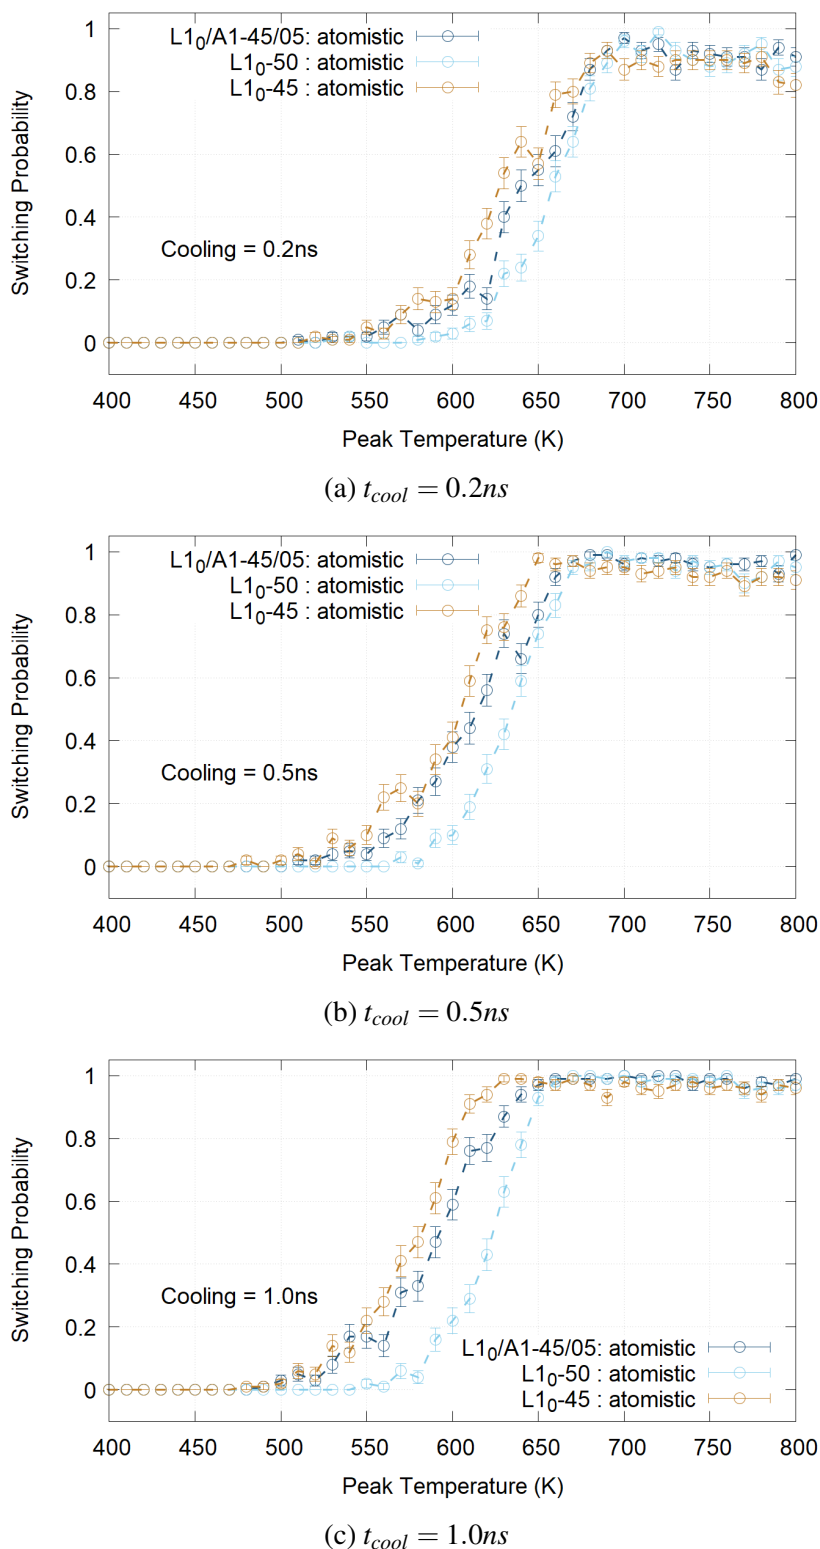 1
0.8
0.6
0.4
0.2
0
Switching Probability
L1₀/A1-45/05: atomistic
L1₀-50 : atomistic
L1₀-45 : atomistic
Cooling = 0.2ns
400 450 500 550 600 650 700 750 800
Peak Temperature (K)
(a) t_cool = 0.2ns
1
0.8
0.6
0.4
0.2
0
Switching Probability
L1₀/A1-45/05: atomistic
L1₀-50 : atomistic
L1₀-45 : atomistic
Cooling = 0.5ns
400 450 500 550 600 650 700 750 800
Peak Temperature (K)
(b) t_cool = 0.5ns
1
0.8
0.6
0.4
0.2
0
Switching Probability
Cooling = 1.0ns
L1₀/A1-45/05: atomistic
L1₀-50 : atomistic
L1₀-45 : atomistic
400 450 500 550 600 650 700 750 800
Peak Temperature (K)
(c) t_cool = 1.0ns